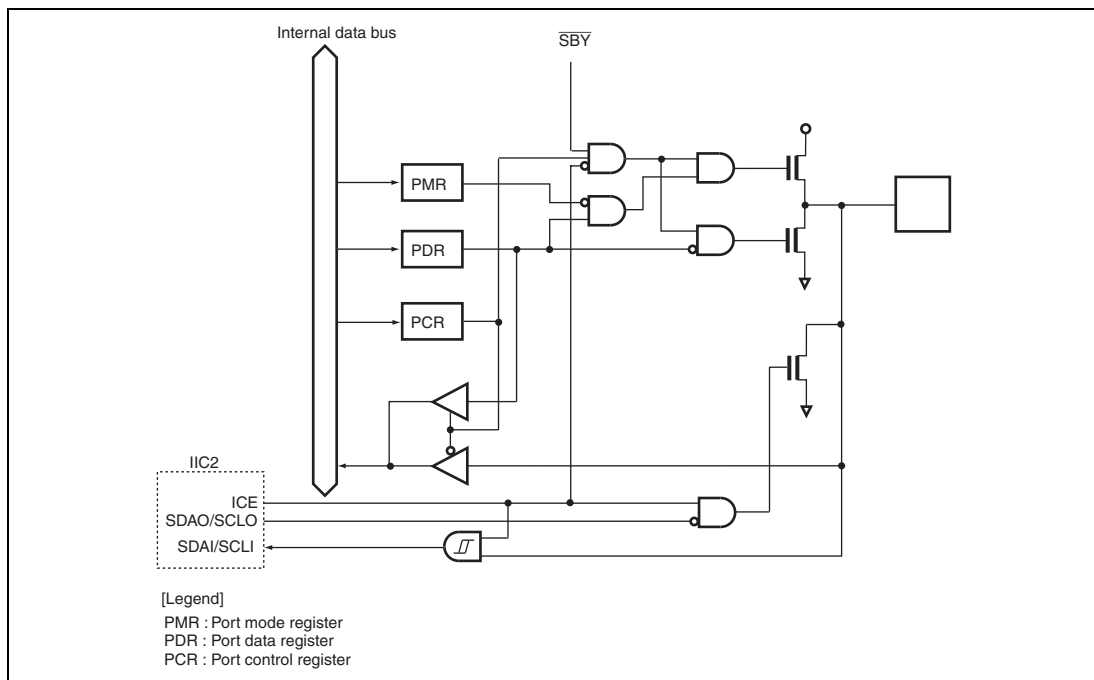 Internal data bus
SBY
PMR
PDR
PCR
IIC2
ICE
SDAO/SCLO
SDAI/SCLI
[Legend]
PMR : Port mode register
PDR : Port data register
PCR : Port control register